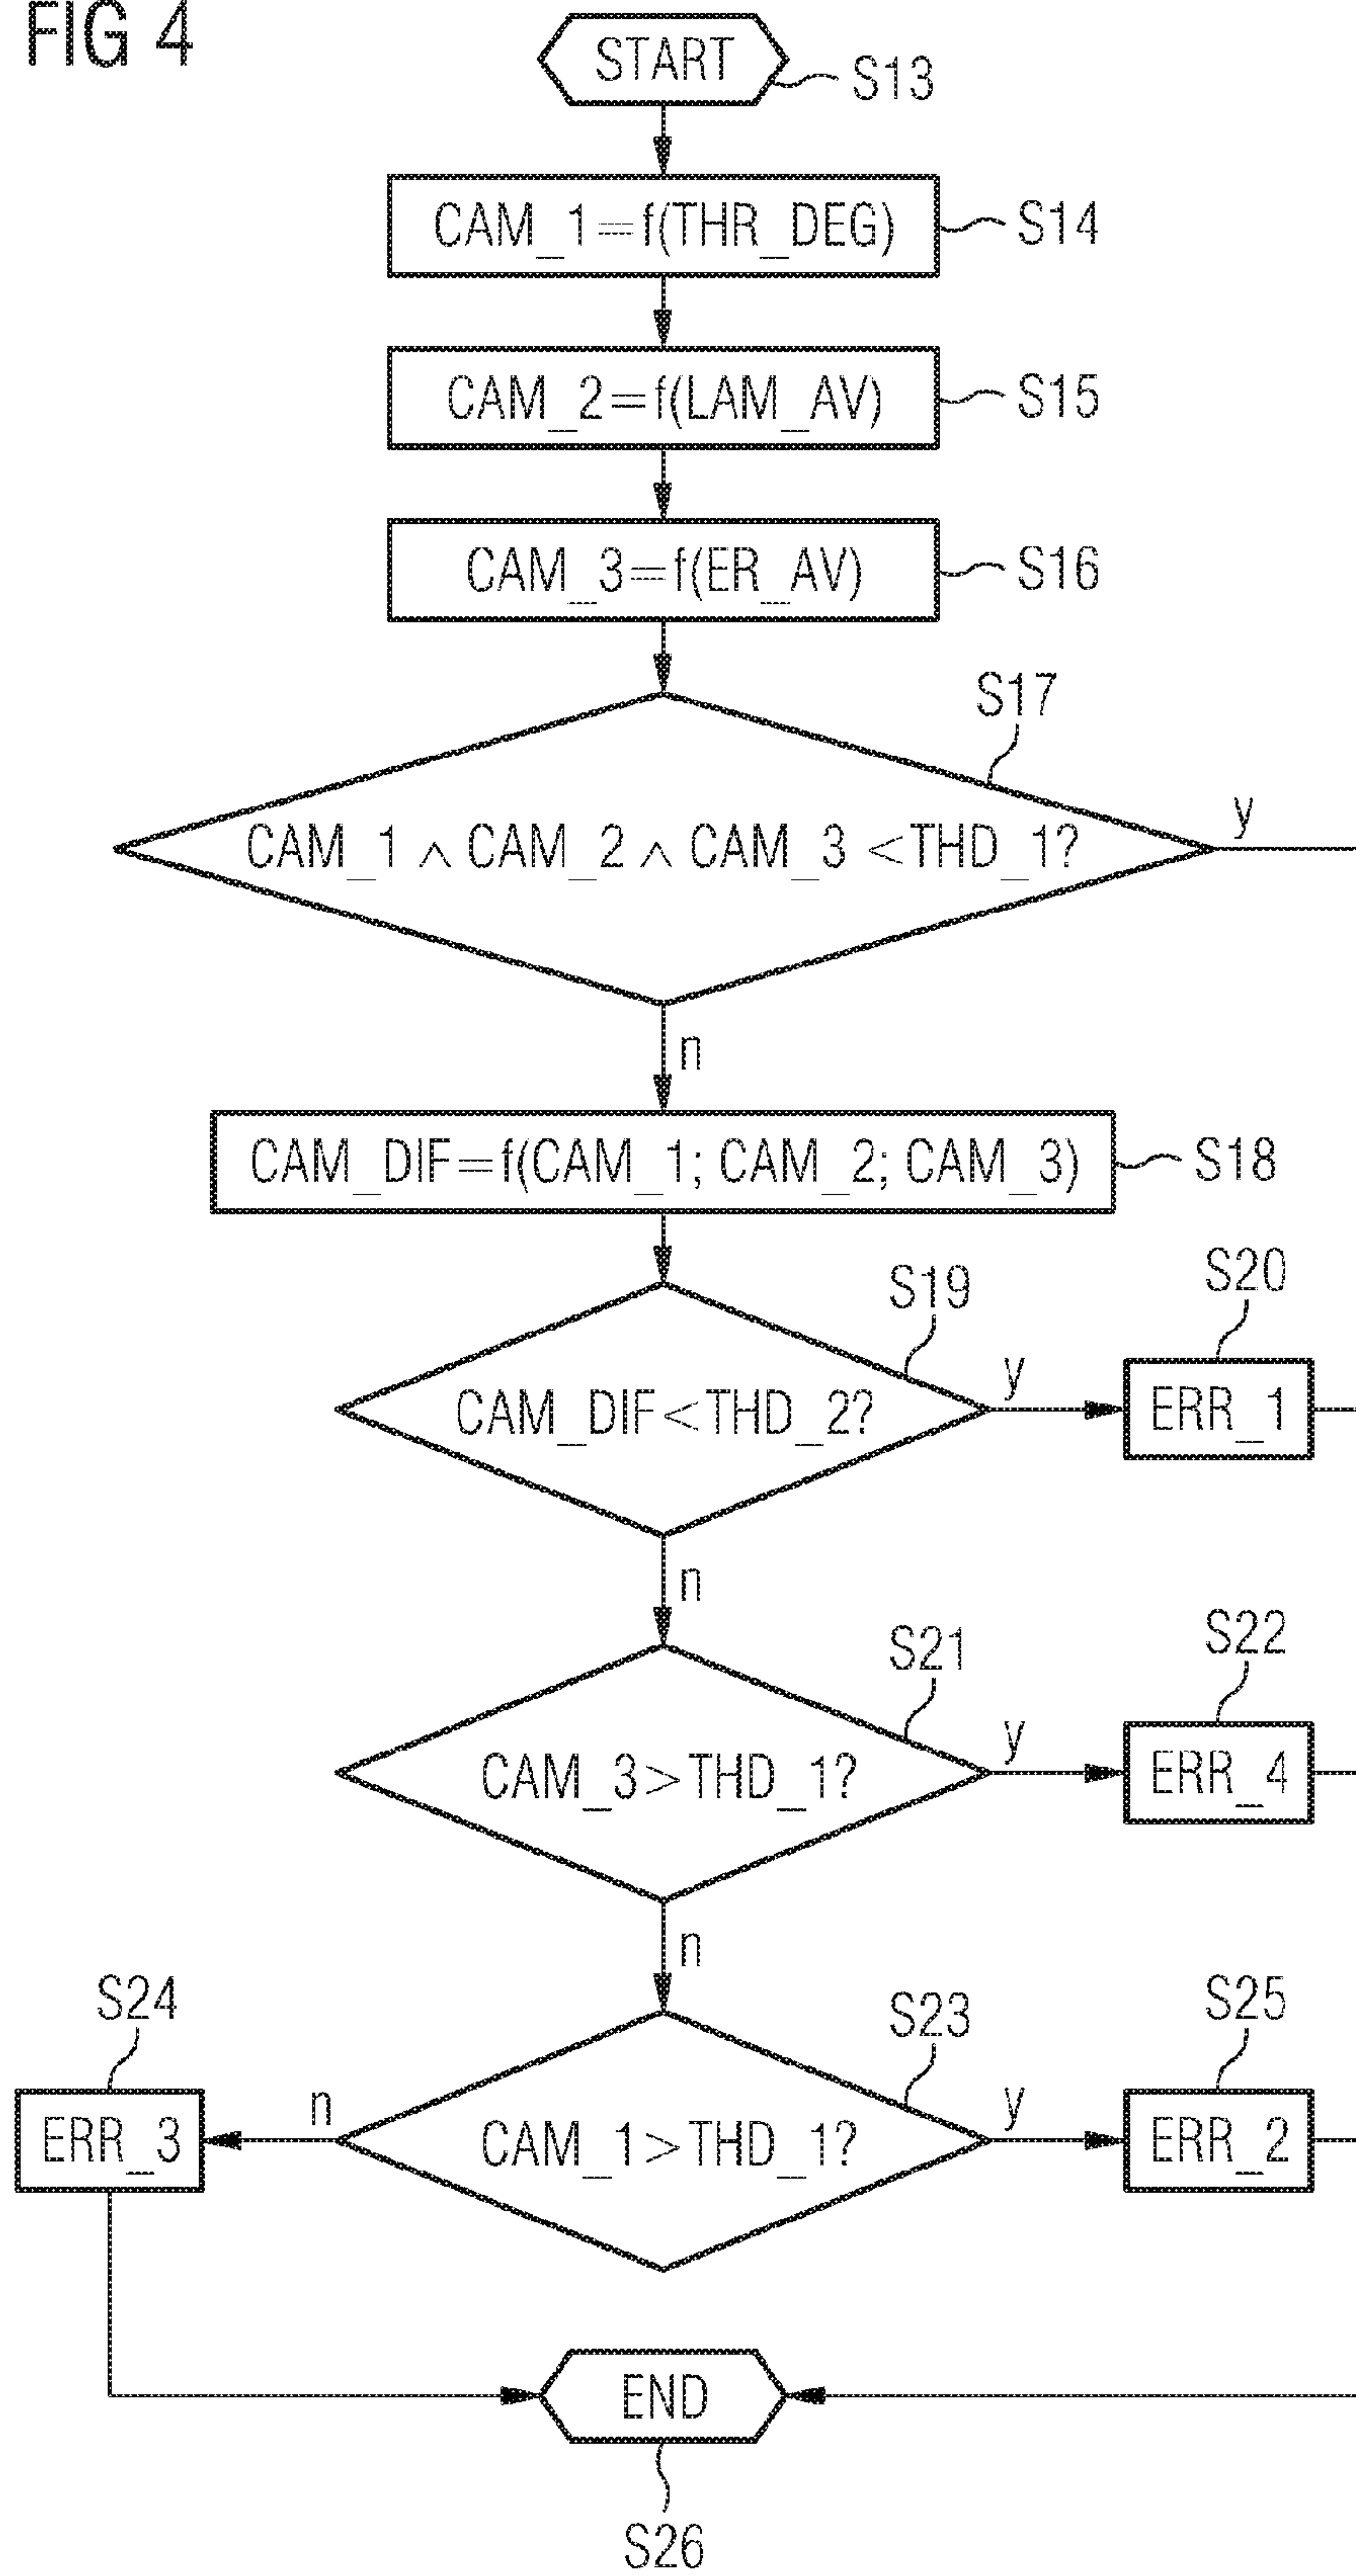 FIG 4
START
S13
CAM_1=f(THR_DEG)
S14
CAM_2=f(LAM_AV)
S15
CAM_3=f(ER_AV)
S16
S17
CAM_1 ∧ CAM_2 ∧ CAM_3 <THD_1?
y
n
CAM_DIF=f(CAM_1; CAM_2; CAM_3)
S18
S19
S20
CAM_DIF<THD_2?
y
ERR_1
n
S21
S22
CAM_3>THD_1?
y
ERR_4
n
S24
S23
S25
ERR_3
n
CAM_1>THD_1?
y
ERR_2
END
S26